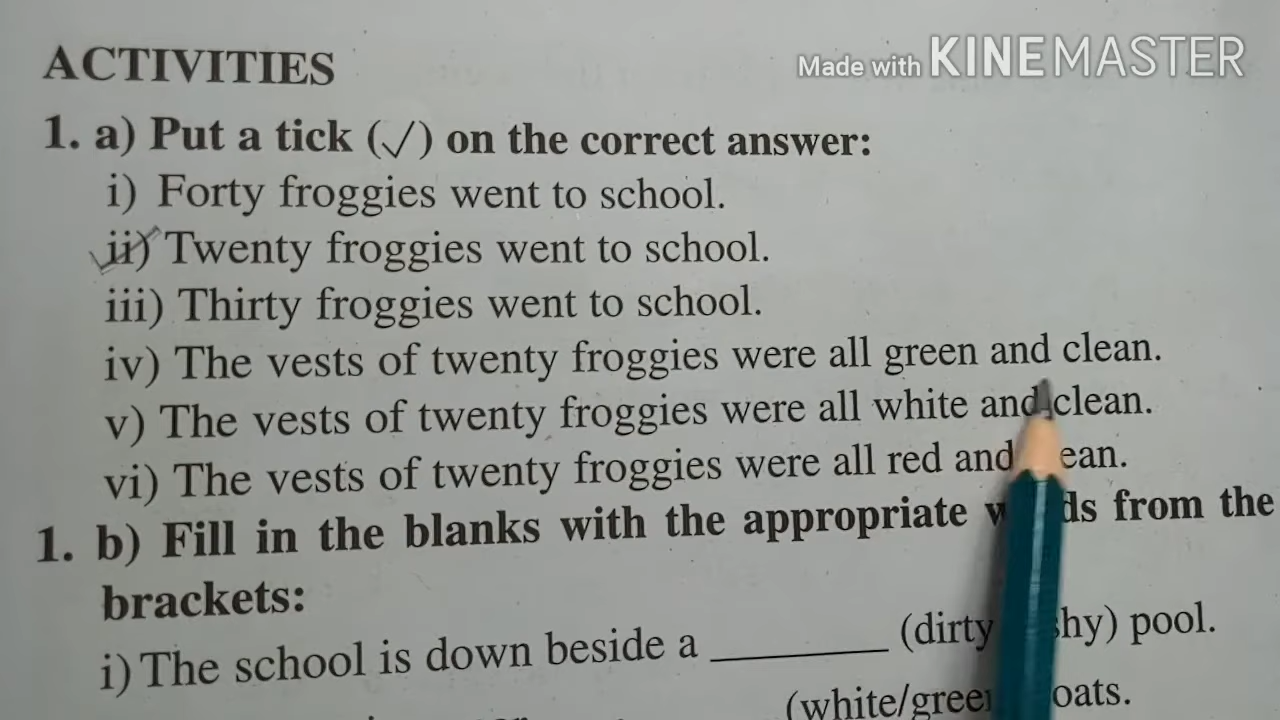 Made with KINEMASTER
ACTIVITIES
1. a) Put a tick (✓) on the correct answer:
i) Forty froggies went to school.
ii) Twenty froggies went to school.
iii) Thirty froggies went to school.
iv) The vests of twenty froggies were all green and clean.
v) The vests of twenty froggies were all white and clean.
vi) The vests of twenty froggies were all red and
1. b) Fill in the blanks with the appropriate from the
brackets:
i) The school is down beside a ________ (dirty pool.
(white/green